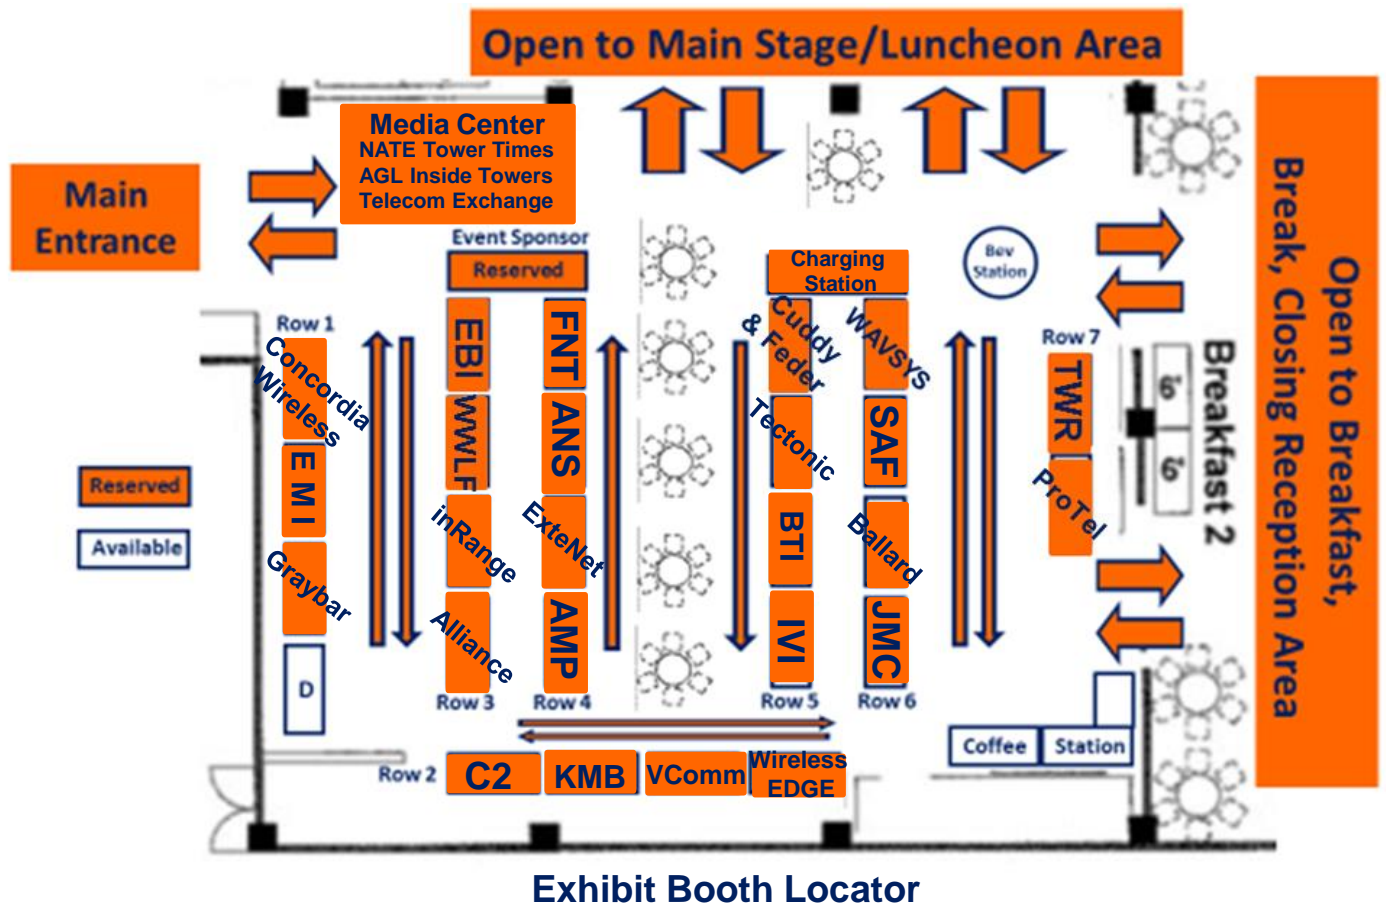 Open to Main Stage/Luncheon Area
Media Center
NATE Tower Times
AGL Inside Towers
Telecom Exchange
Main
Entrance
Event Sponsor
Reserved
Charging
Station
Bev
Station
Open to Breakfast,
Break, Closing Reception Area
Breakfast 2
Row 1
Concordia
Wireless
E M I
Graybar
D
Reserved
Available
EBI
WWLF
inRange
Alliance
Row 3
FNT
ANS
ExteNet
AMP
Row 4
Cuddy
& Feder
Tectonic
BTI
IVI
Row 5
WAVSYS
SAF
Ballard
JMC
Row 6
Row 7
TWR
ProTel
Coffee
Station
Row 2
C2
KMB
VComm
Wireless
EDGE
Exhibit Booth Locator